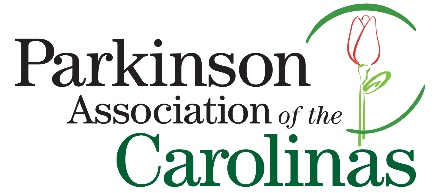 Parkinson
Association of the
Carolinas